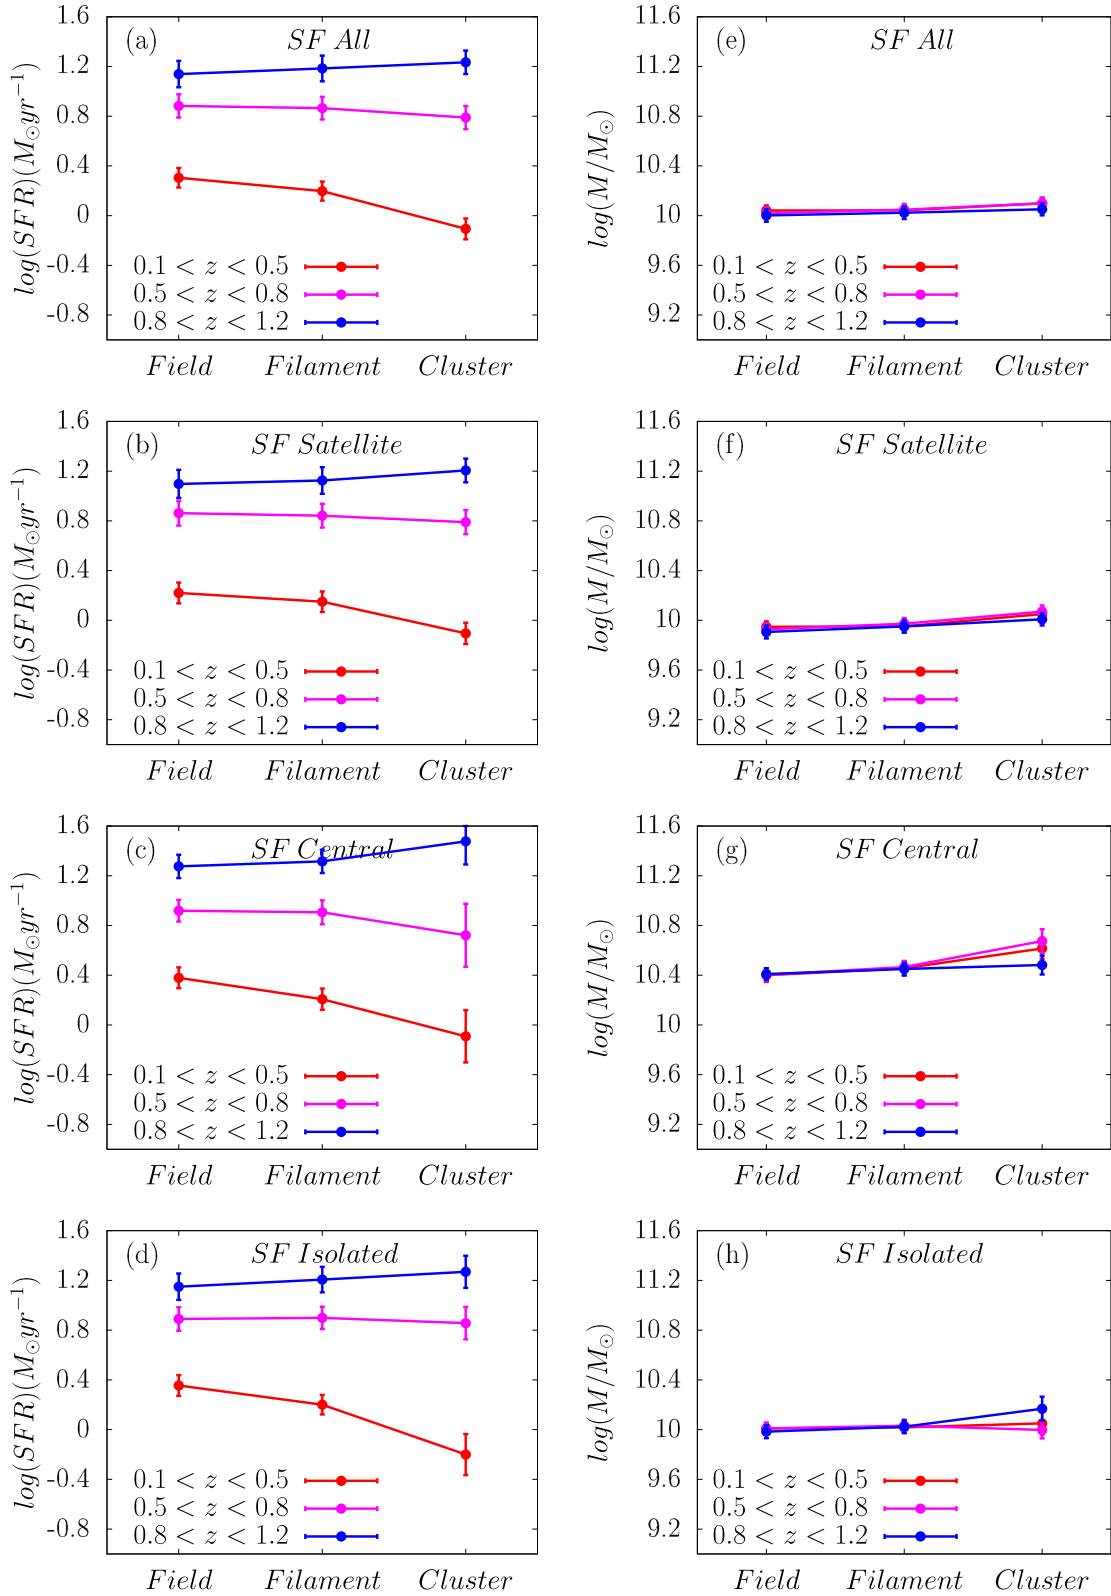 (a) SF All
1.6
1.2
0.8
0.4
0
-0.4
-0.8
log(SFR)(M⊙yr⁻¹)
0.1 < z < 0.5
0.5 < z < 0.8
0.8 < z < 1.2
Field Filament Cluster
(e) SF All
11.6
11.2
10.8
10.4
10
9.6
9.2
log(M/M⊙)
0.1 < z < 0.5
0.5 < z < 0.8
0.8 < z < 1.2
Field Filament Cluster
(b) SF Satellite
1.6
1.2
0.8
0.4
0
-0.4
-0.8
log(SFR)(M⊙yr⁻¹)
0.1 < z < 0.5
0.5 < z < 0.8
0.8 < z < 1.2
Field Filament Cluster
(f) SF Satellite
11.6
11.2
10.8
10.4
10
9.6
9.2
log(M/M⊙)
0.1 < z < 0.5
0.5 < z < 0.8
0.8 < z < 1.2
Field Filament Cluster
(c) SF Central
1.6
1.2
0.8
0.4
0
-0.4
-0.8
log(SFR)(M⊙yr⁻¹)
0.1 < z < 0.5
0.5 < z < 0.8
0.8 < z < 1.2
Field Filament Cluster
(g) SF Central
11.6
11.2
10.8
10.4
10
9.6
9.2
log(M/M⊙)
0.1 < z < 0.5
0.5 < z < 0.8
0.8 < z < 1.2
Field Filament Cluster
(d) SF Isolated
1.6
1.2
0.8
0.4
0
-0.4
-0.8
log(SFR)(M⊙yr⁻¹)
0.1 < z < 0.5
0.5 < z < 0.8
0.8 < z < 1.2
Field Filament Cluster
(h) SF Isolated
11.6
11.2
10.8
10.4
10
9.6
9.2
log(M/M⊙)
0.1 < z < 0.5
0.5 < z < 0.8
0.8 < z < 1.2
Field Filament Cluster